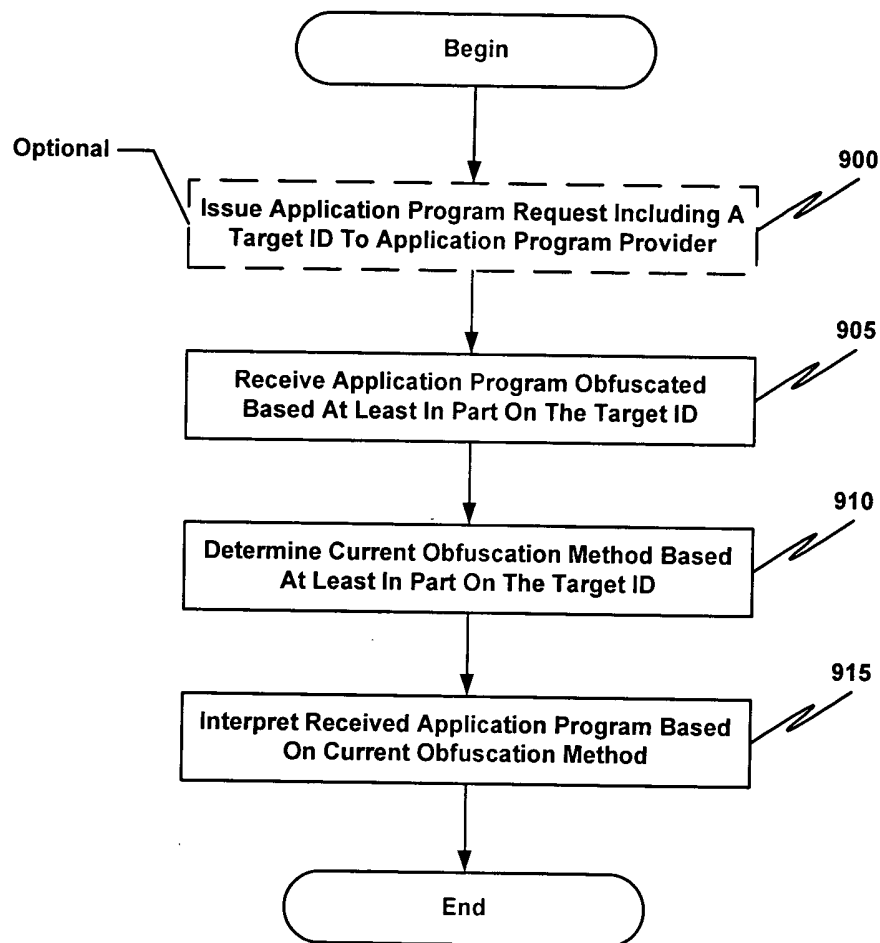 Begin
Optional
900
Issue Application Program Request Including A
Target ID To Application Program Provider
905
Receive Application Program Obfuscated
Based At Least In Part On The Target ID
910
Determine Current Obfuscation Method Based
At Least In Part On The Target ID
915
Interpret Received Application Program Based
On Current Obfuscation Method
End